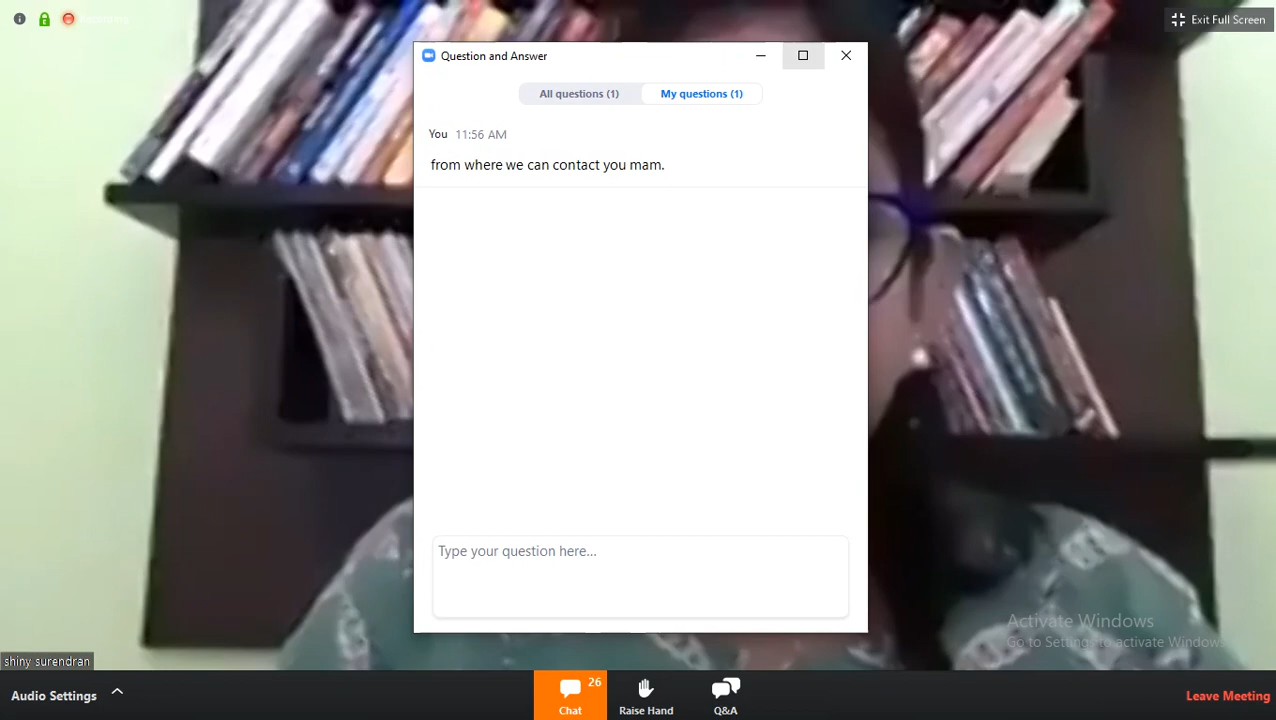 Exit Full Screen
Question and Answer
All questions (1) My questions (1)
You 11:56 AM
from where we can contact you mam.
Type your question here...
Activate Windows
Go to Settings to activate Windows.
shiny surendran
Audio Settings
26
Chat Raise Hand Q&A Leave Meeting